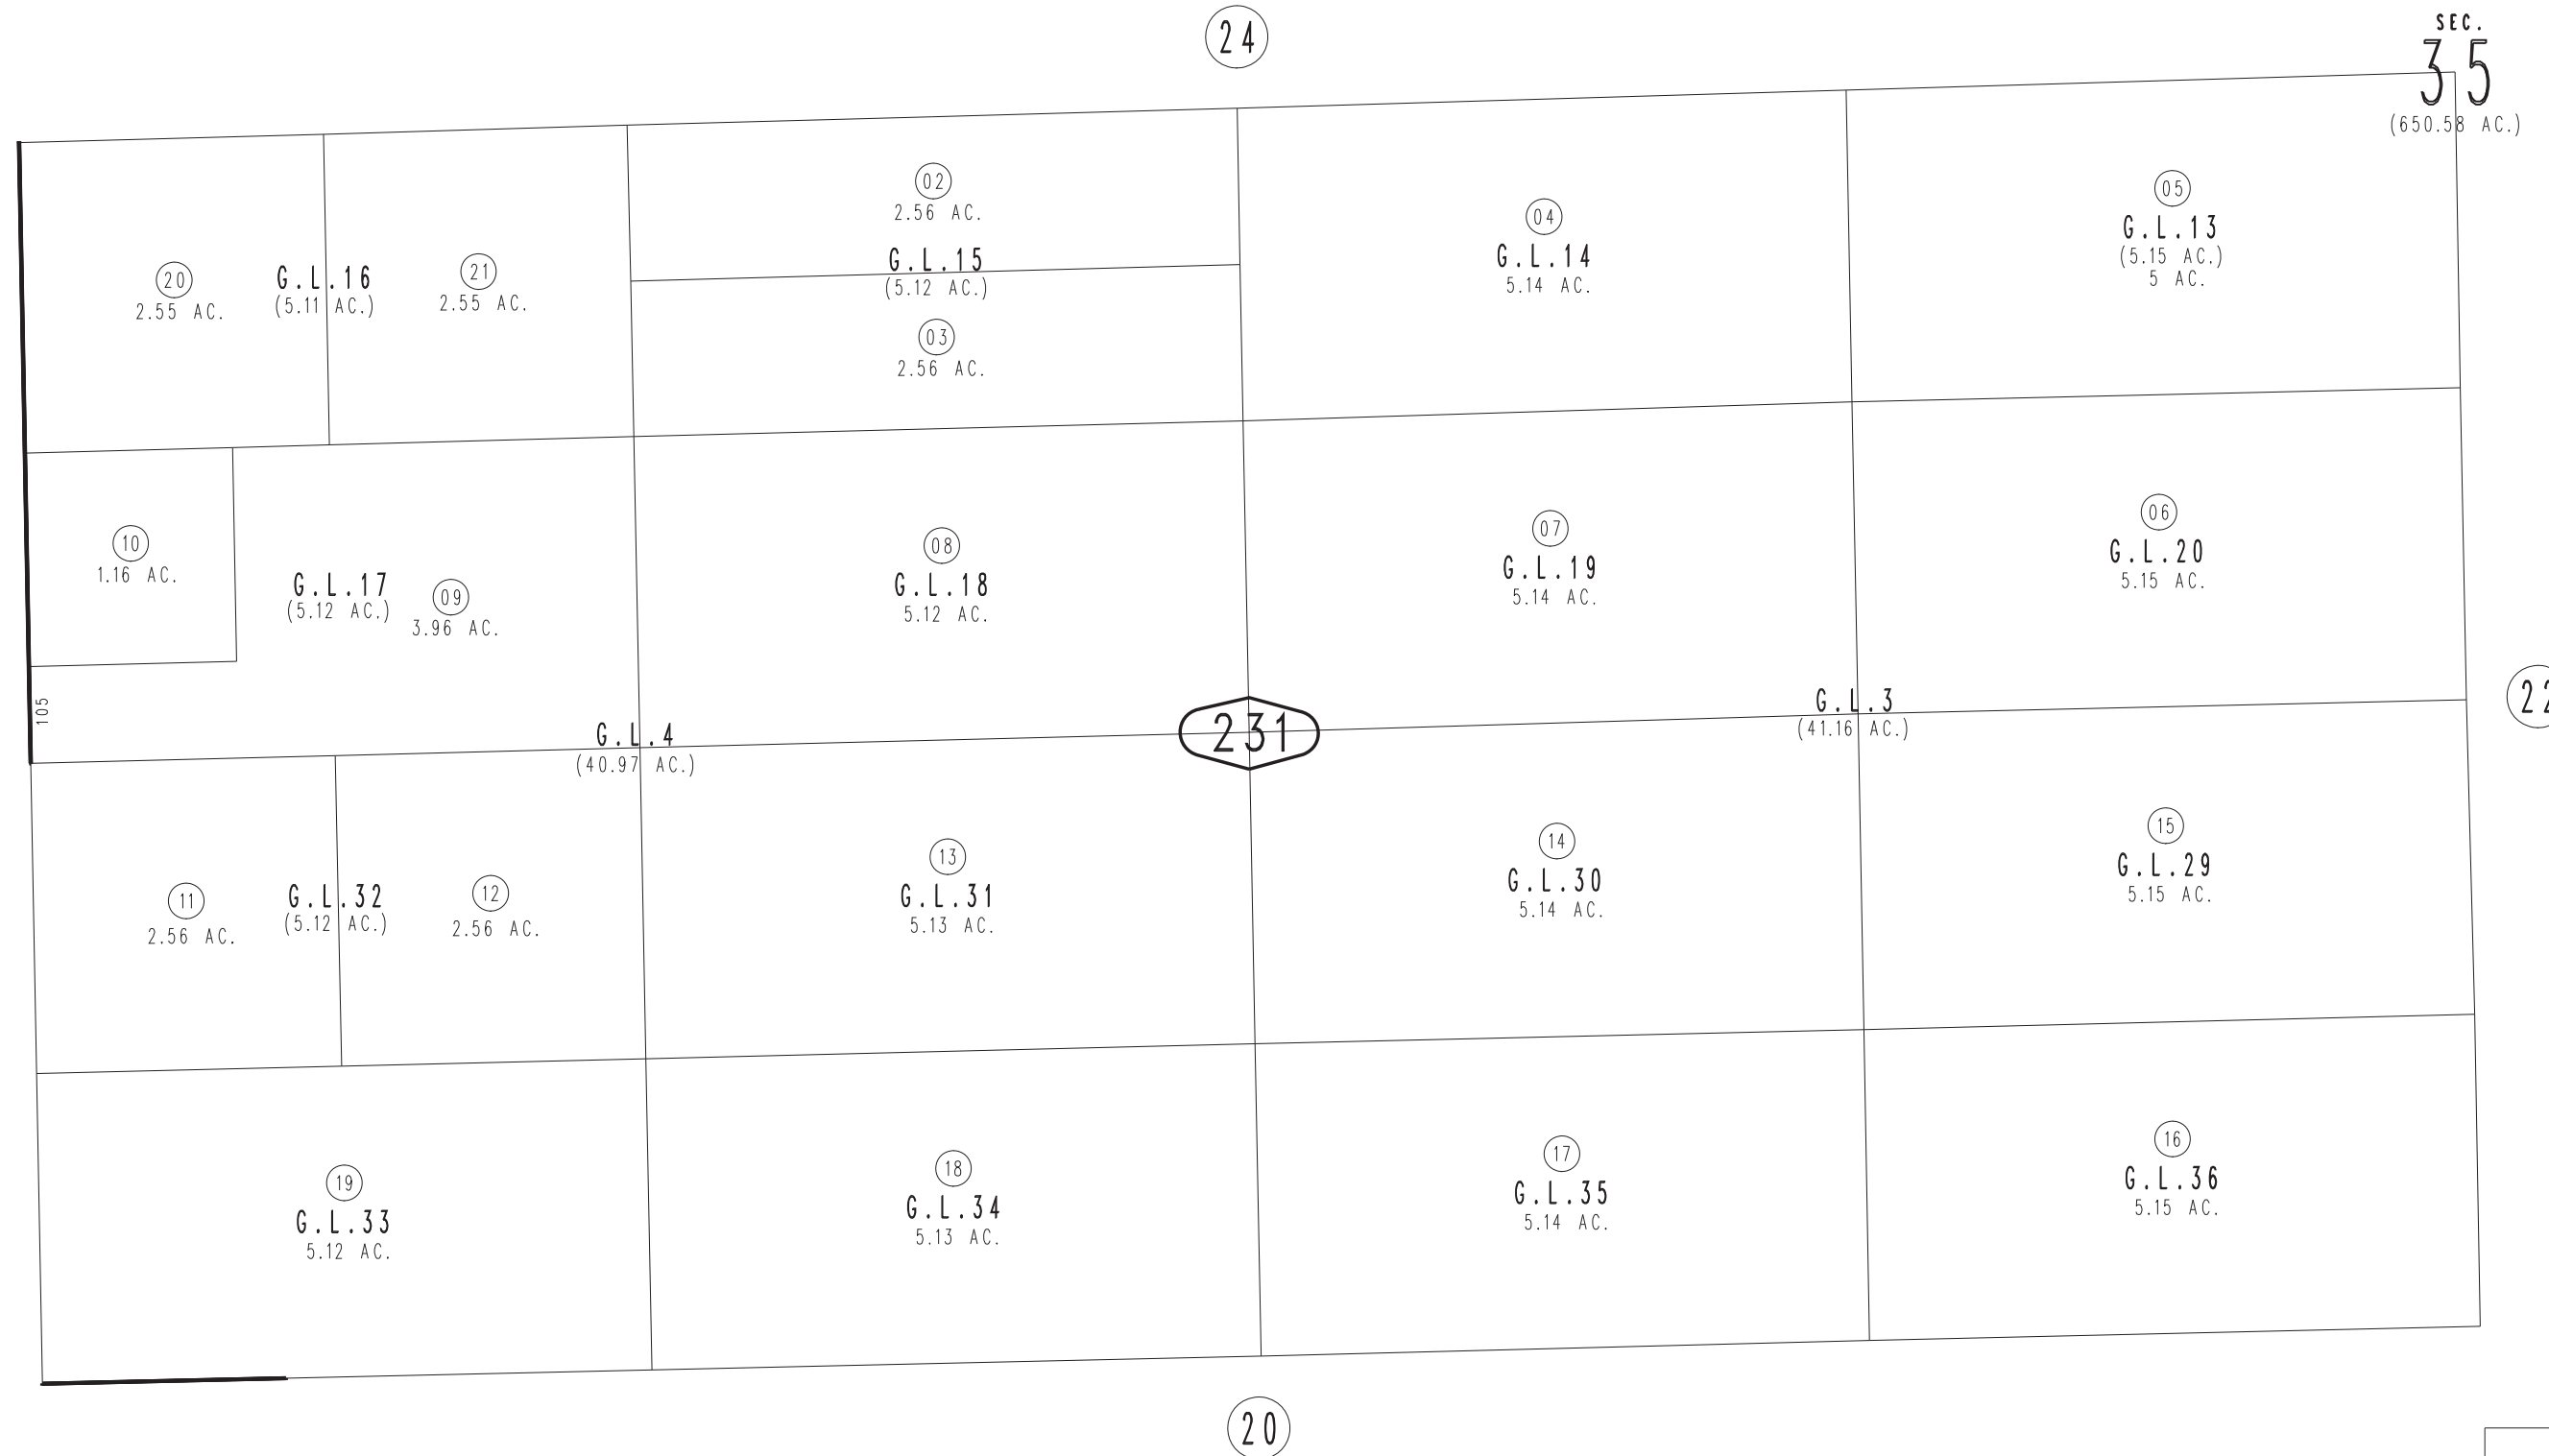 24
SEC.
35
(650.58 AC.)
20
2.55 AC.
G.L.16
(5.11 AC.)
21
2.55 AC.
02
2.56 AC.
G.L.15
(5.12 AC.)
03
2.56 AC.
04
G.L.14
5.14 AC.
05
G.L.13
(5.15 AC.)
5 AC.
10
1.16 AC.
G.L.17
(5.12 AC.)
09
3.96 AC.
08
G.L.18
5.12 AC.
07
G.L.19
5.14 AC.
06
G.L.20
5.15 AC.
105
G.L.4
(40.97 AC.)
231
G.L.3
(41.16 AC.)
22
11
2.56 AC.
G.L.32
(5.12 AC.)
12
2.56 AC.
13
G.L.31
5.13 AC.
14
G.L.30
5.14 AC.
15
G.L.29
5.15 AC.
19
G.L.33
5.12 AC.
18
G.L.34
5.13 AC.
17
G.L.35
5.14 AC.
16
G.L.36
5.15 AC.
20